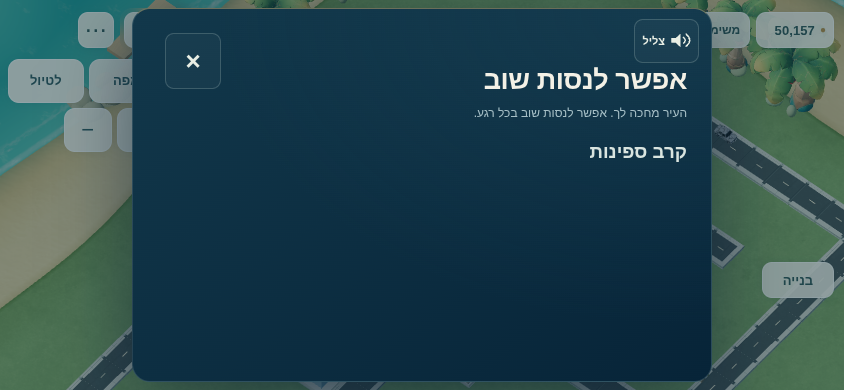 50,157
משימ
...
צליל
×
אפשר לנסות שוב
העיר מחכה לך. אפשר לנסות שוב בכל רגע.
קרב ספינות
לטיול
–
בנייה